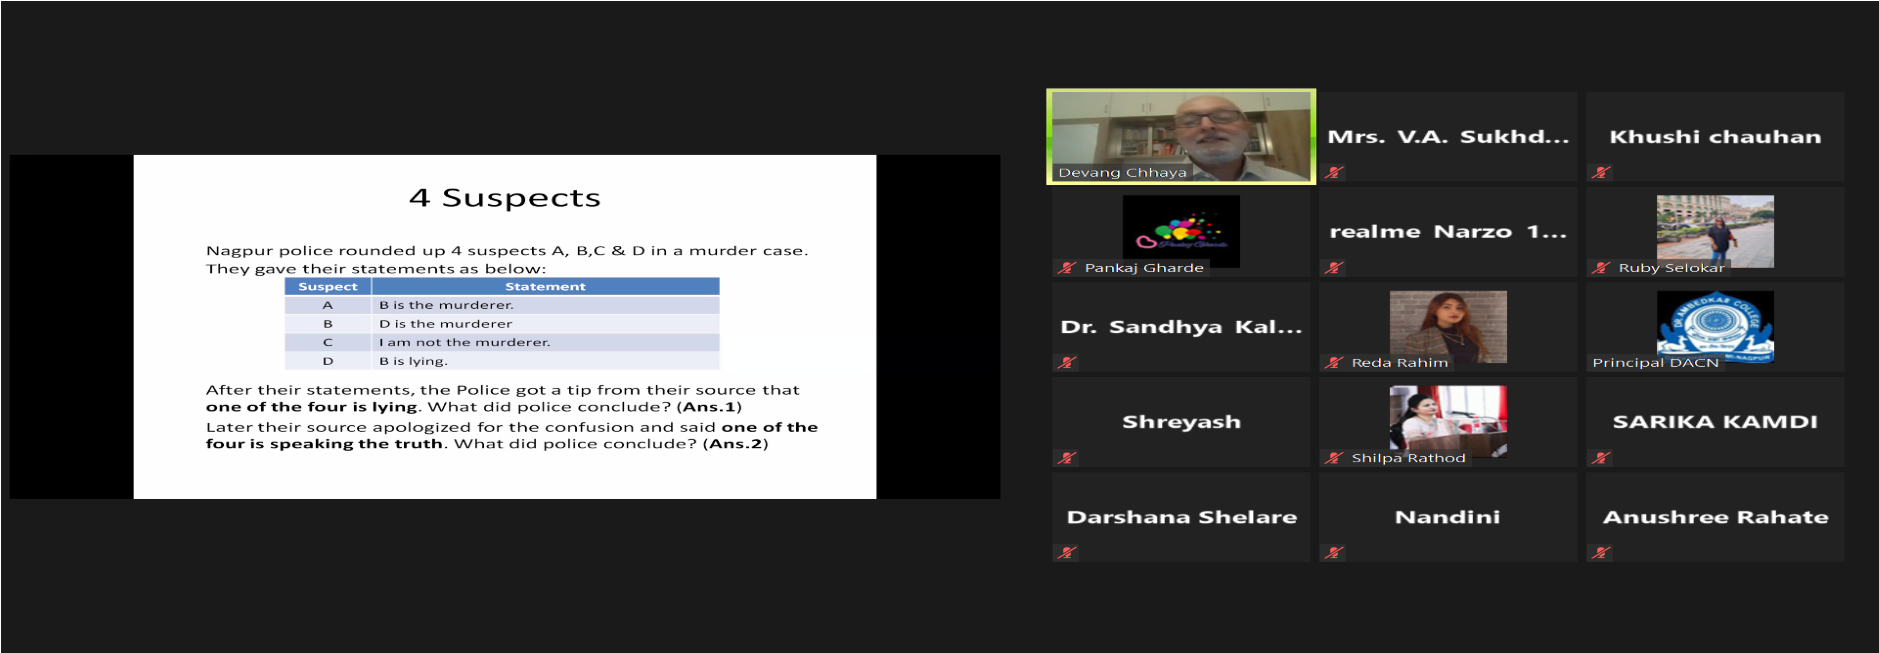 4 Suspects
Nagpur police rounded up 4 suspects A, B,C & D in a murder case.
They gave their statements as below:
Suspect Statement
A B is the murderer.
B D is the murderer
C I am not the murderer.
D B is lying.
After their statements, the Police got a tip from their source that
one of the four is lying. What did police conclude? (Ans.1)
Later their source apologized for the confusion and said one of the
four is speaking the truth. What did police conclude? (Ans.2)
Devang Chhaya
Mrs. V.A. Sukhd...
Khushi chauhan
Pankaj Gharde
realme Narzo 1...
Ruby Selokar
Dr. Sandhya Kal...
Reda Rahim
Principal DACN
Shreyash
Shilpa Rathod
SARIKA KAMDI
Darshana Shelare
Nandini
Anushree Rahate